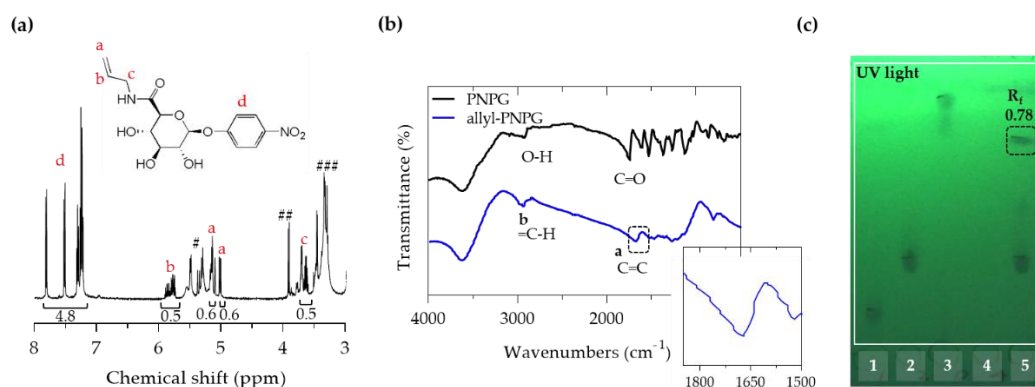 (a)
a
b
c
O
HN
O
d
HO
O
NO₂
HO
OH
OH
d
###
##
#
a
a
b
c
4.8
0.5
0.6
0.6
0.5
8
7
6
5
4
3
Chemical shift (ppm)
(b)
PNPG
allyl-PNPG
O-H
C=O
b
=C-H
a
C=C
Transmittance (%)
4000
3000
2000
Wavenumbers (cm⁻¹)
1800
1650
1500
(c)
UV light
Rf
0.78
1
2
3
4
5